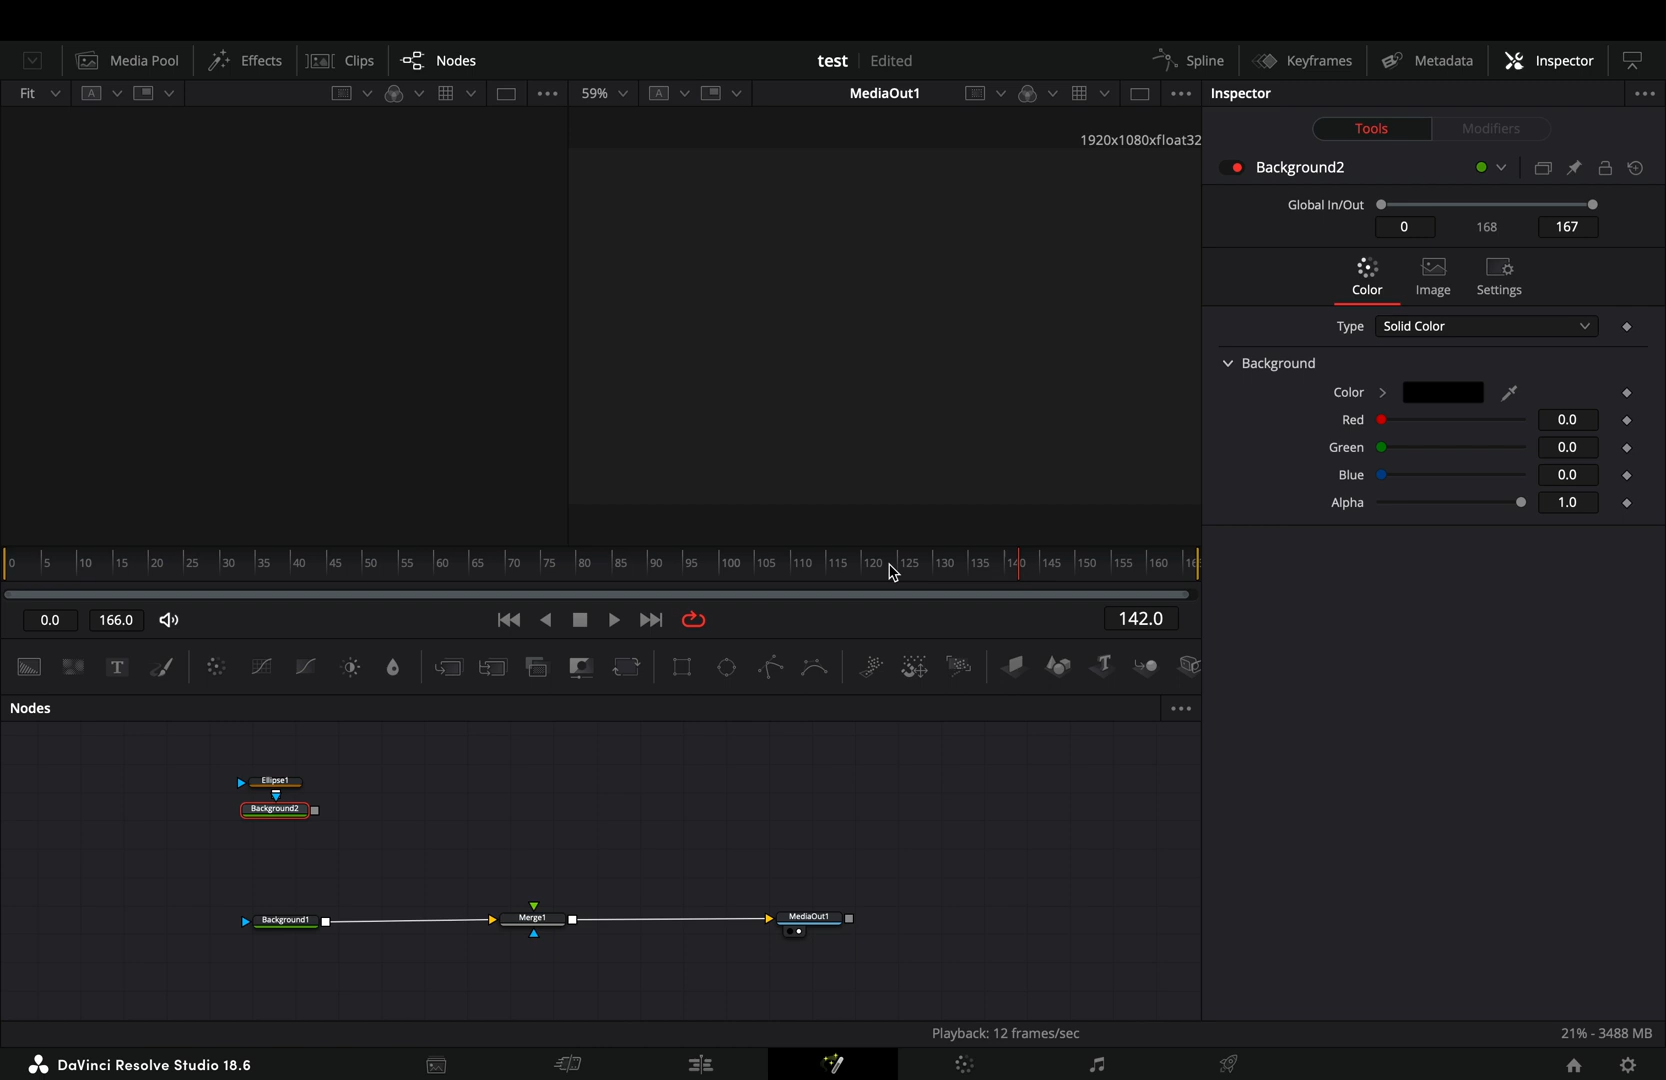 Media Pool Effects Clips Nodes test Edited Spline Keyframes Metadata Inspector
Fit A 59% A MediaOut1 Inspector
1920x1080xfloat32
Tools Modifiers
Background2
Global In/Out
0 168 167
Color Image Settings
Type Solid Color
Background
Color
Red 0.0
Green 0.0
Blue 0.0
Alpha 1.0
0 5 10 15 20 25 30 35 40 45 50 55 60 65 70 75 80 85 90 95 100 105 110 115 120 125 130 135 140 145 150 155 160
0.0 166.0 142.0
T T
Nodes
Ellipse1
Background2
Background1 Merge1 MediaOut1
Playback: 12 frames/sec 21% - 3488 MB
DaVinci Resolve Studio 18.6